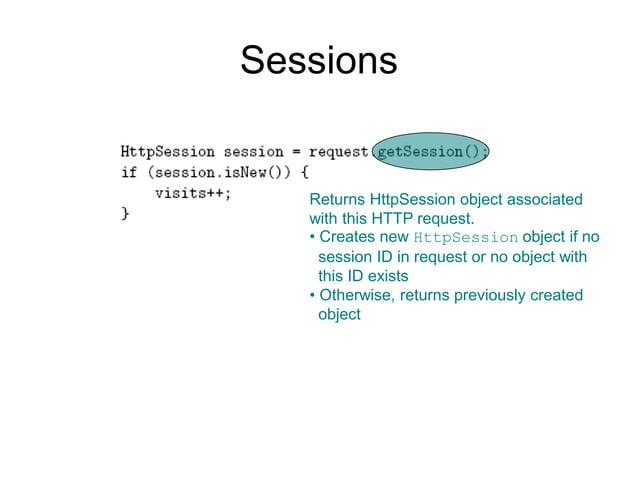 Sessions
HttpSession session = request.getSession();
if (session.isNew()) {
visits++;
}
Returns HttpSession object associated
with this HTTP request.
• Creates new HttpSession object if no
session ID in request or no object with
this ID exists
• Otherwise, returns previously created
object